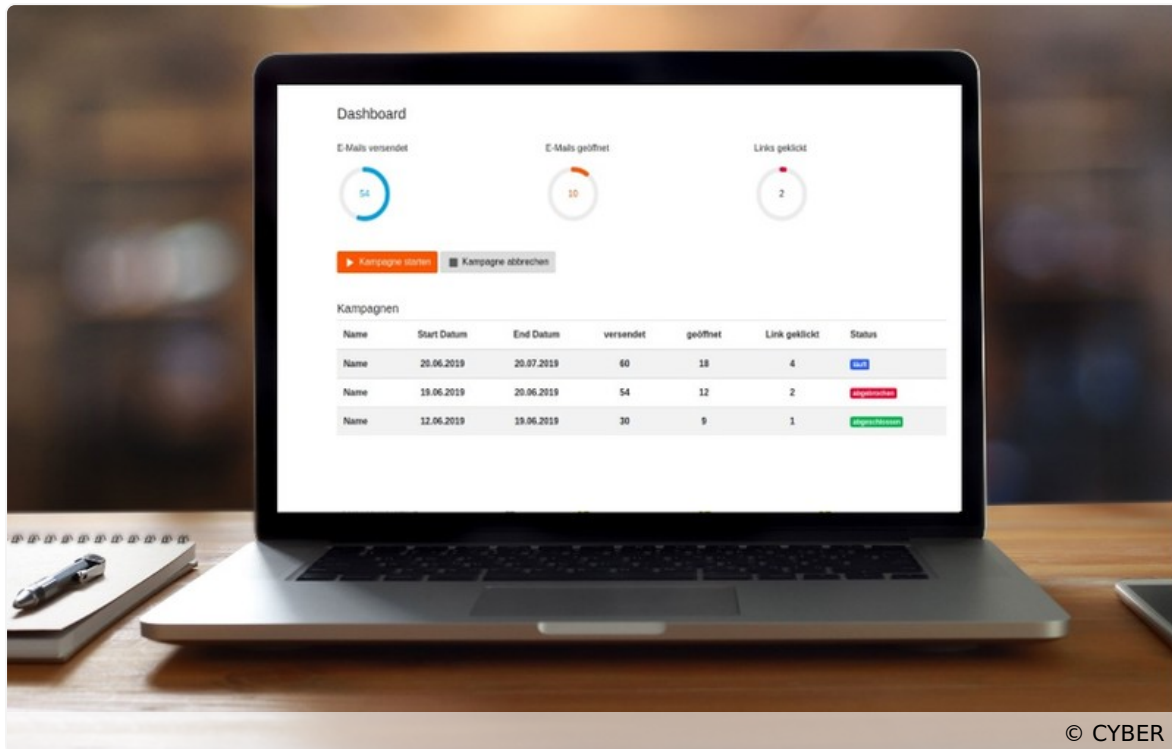 Dashboard
E-Mails versendet E-Mails geöffnet Links geklickt
54 10 2
Kampagne starten Kampagne abbrechen
Kampagnen
Name Start Datum End Datum versendet geöffnet Link geklickt Status
Name 20.06.2019 20.07.2019 60 18 4 läuft
Name 19.06.2019 20.06.2019 54 12 2 abgebrochen
Name 12.06.2019 19.06.2019 30 9 1 abgeschlossen
© CYBER